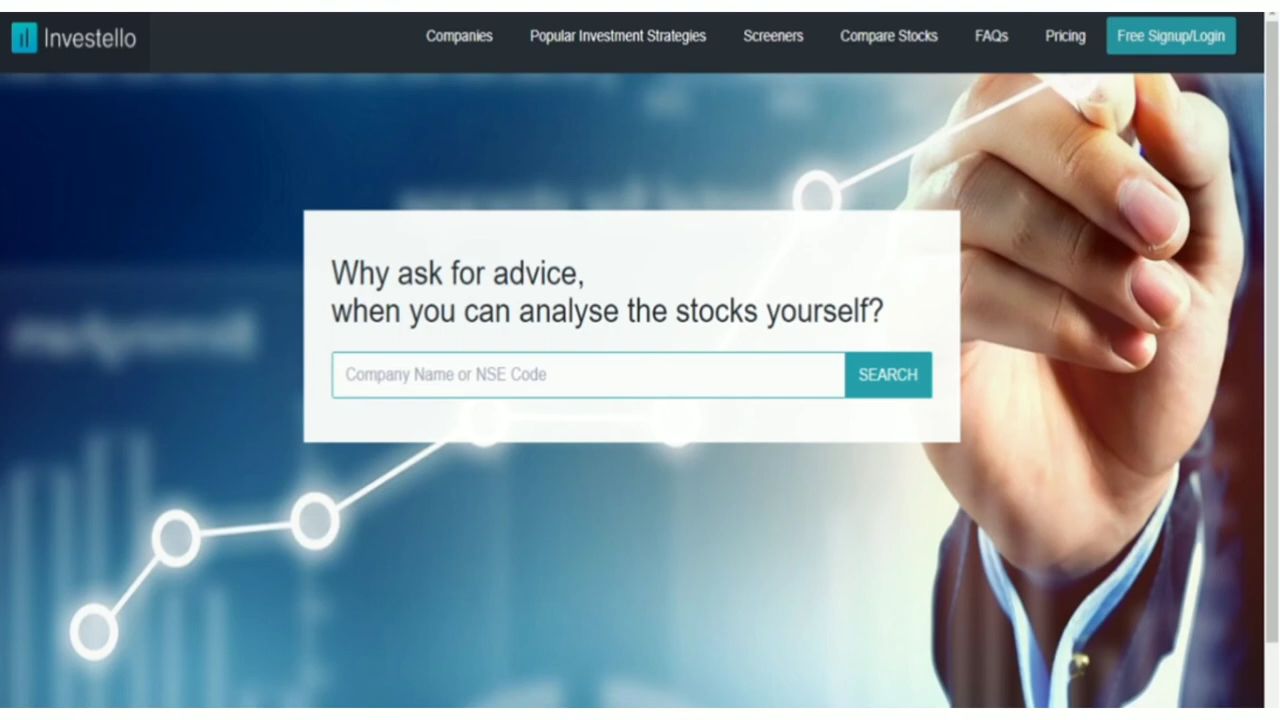 Investello
Companies
Popular Investment Strategies
Screeners
Compare Stocks
FAQs
Pricing
Free Signup/Login
Why ask for advice,
when you can analyse the stocks yourself?
Company Name or NSE Code
SEARCH